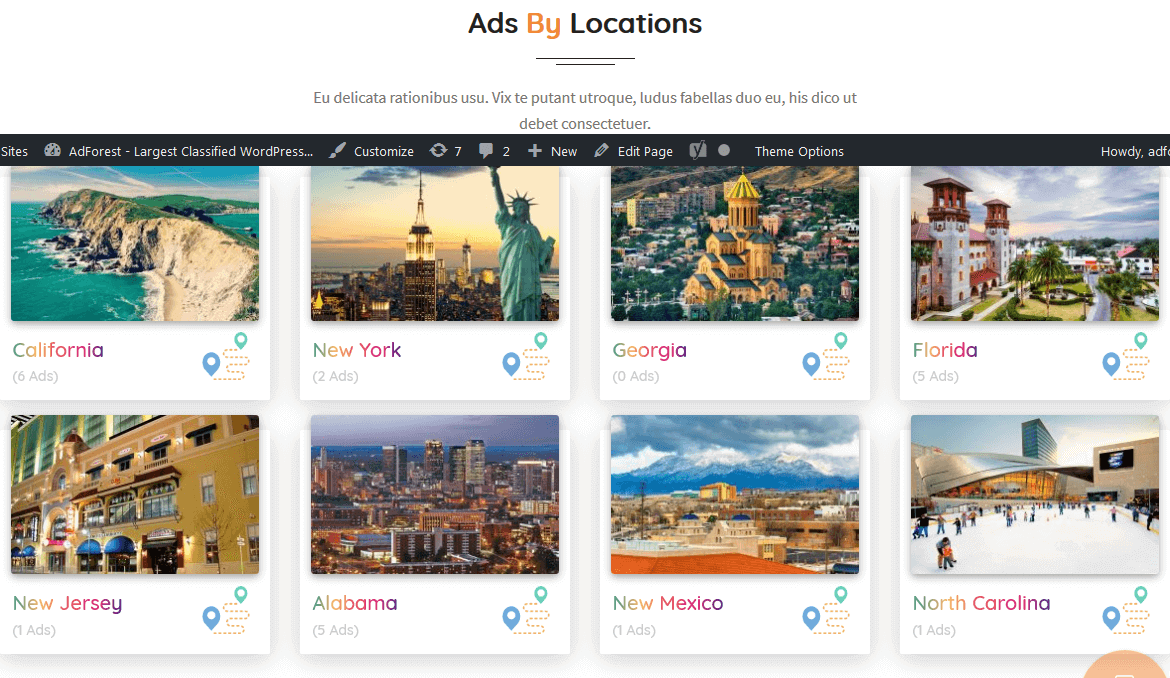 Ads By Locations
Eu delicata rationibus usu. Vix te putant utroque, ludus fabellas duo eu, his dico ut
debet consectetuer.
Sites AdForest - Largest Classified WordPress... Customize 7 2 New Edit Page Theme Options Howdy, adfo
California New York Georgia Florida
(6 Ads) (2 Ads) (0 Ads) (5 Ads)
New Jersey Alabama New Mexico North Carolina
(1 Ads) (5 Ads) (1 Ads) (1 Ads)